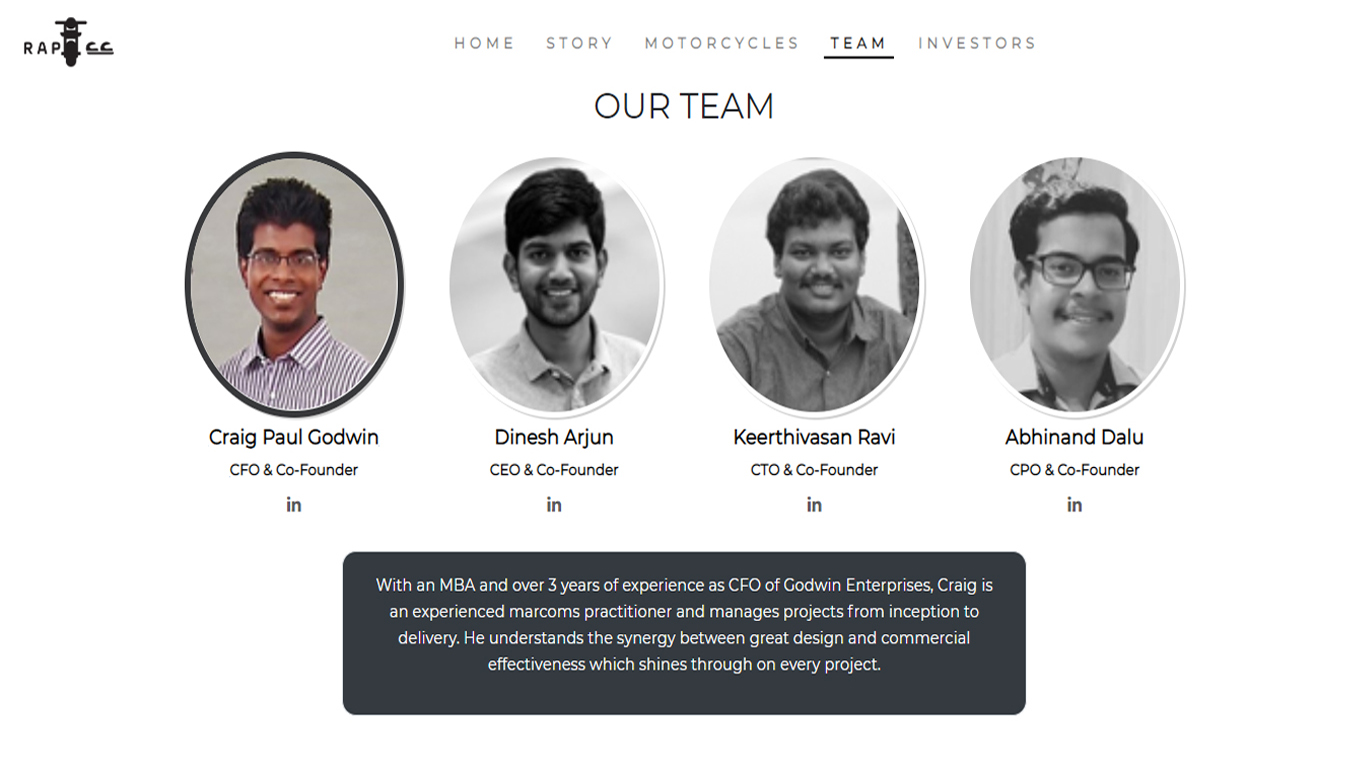 RAPTEE
HOME STORY MOTORCYCLES TEAM INVESTORS
OUR TEAM
Craig Paul Godwin
CFO & Co-Founder
in
Dinesh Arjun
CEO & Co-Founder
in
Keerthivasan Ravi
CTO & Co-Founder
in
Abhinand Dalu
CPO & Co-Founder
in
With an MBA and over 3 years of experience as CFO of Godwin Enterprises, Craig is
an experienced marcoms practitioner and manages projects from inception to
delivery. He understands the synergy between great design and commercial
effectiveness which shines through on every project.